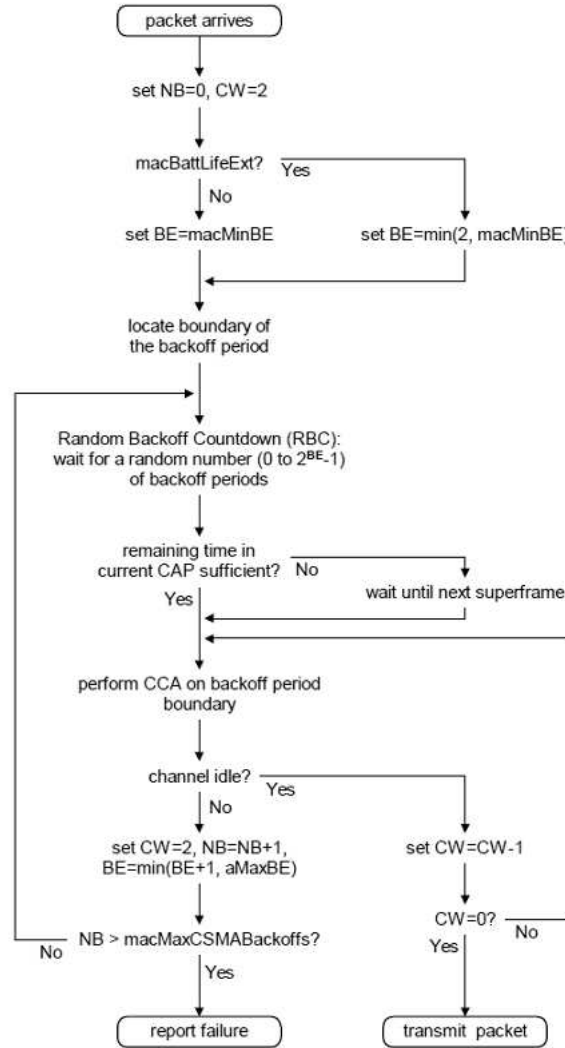 packet arrives
set NB=0, CW=2
macBattLifeExt?
Yes
No
set BE=macMinBE
set BE=min(2, macMinBE)
locate boundary of
the backoff period
Random Backoff Countdown (RBC):
wait for a random number (0 to 2^BE-1)
of backoff periods
remaining time in
current CAP sufficient?
No
Yes
wait until next superframe
perform CCA on backoff period
boundary
channel idle?
Yes
No
set CW=2, NB=NB+1,
BE=min(BE+1, aMaxBE)
set CW=CW-1
CW=0?
No
Yes
NB > macMaxCSMABackoffs?
No
Yes
report failure
transmit packet